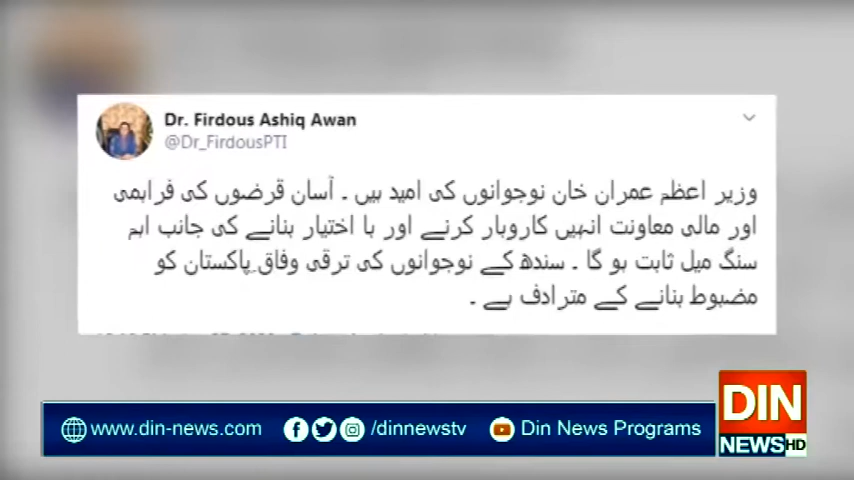 Dr. Firdous Ashiq Awan
@Dr_FirdousPTI
وزیر اعظم عمران خان نوجوانوں کی امید ہیں ۔ آسان قرضوں کی فراہمی
اور مالی معاونت انہیں کاروبار کرنے اور با اختیار بنانے کی جانب اہم
سنگ میل ثابت ہو گا ۔ سندھ کے نوجوانوں کی ترقی وفاقِ پاکستان کو
مضبوط بنانے کے مترادف ہے ۔
www.din-news.com /dinnewstv Din News Programs
DIN
NEWS HD